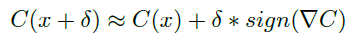 C(x + δ) ≈ C(x) + δ * sign(∇C)